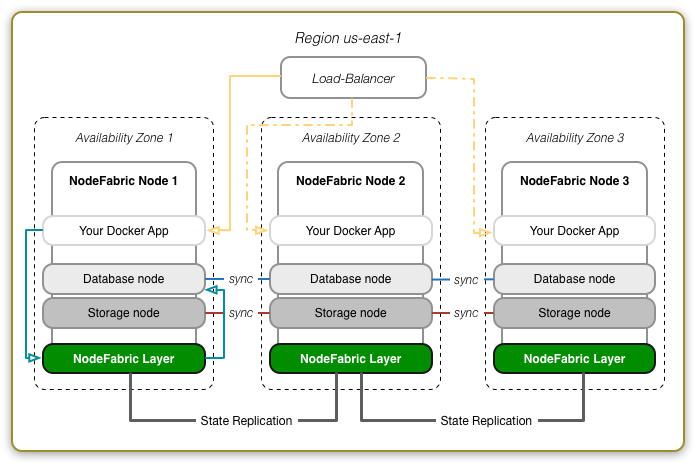 Region us-east-1
Load-Balancer
Availability Zone 1
Availability Zone 2
Availability Zone 3
NodeFabric Node 1
NodeFabric Node 2
NodeFabric Node 3
Your Docker App
Your Docker App
Your Docker App
Database node
sync
Database node
sync
Database node
Storage node
sync
Storage node
sync
Storage node
NodeFabric Layer
NodeFabric Layer
NodeFabric Layer
State Replication
State Replication